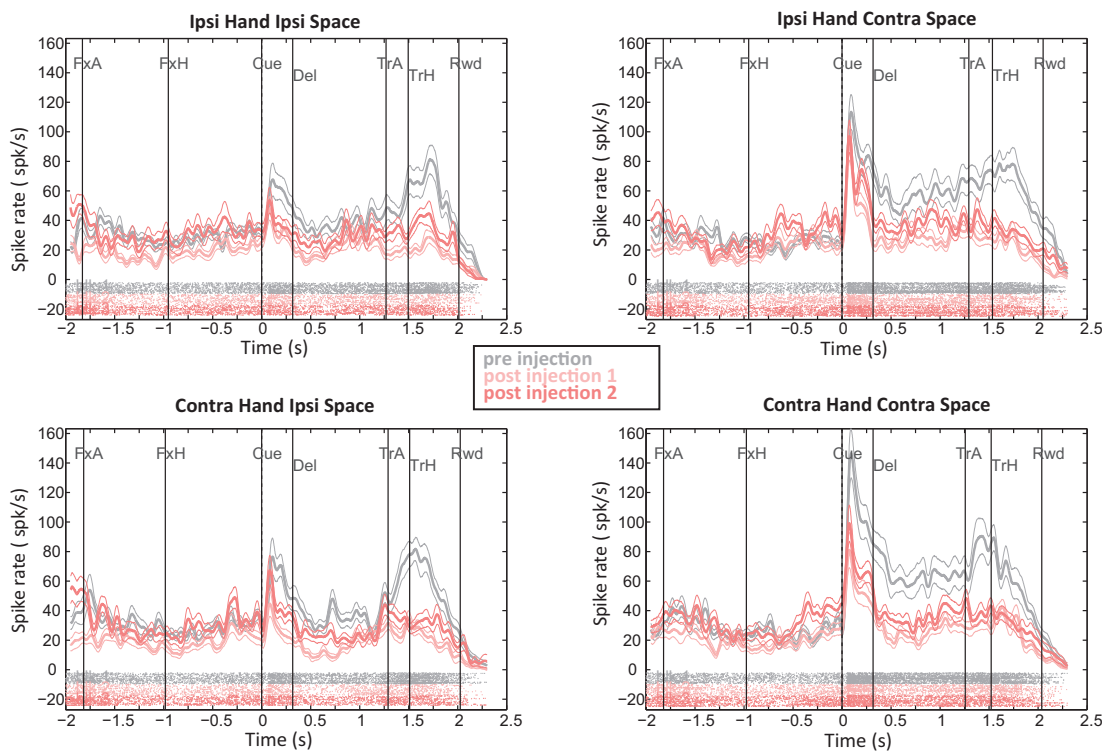 Ipsi Hand Ipsi Space
160
140
120
100
80
60
40
20
0
−20
Spike rate ( spk/s)
FxA
FxH
Cue
Del
TrA
TrH
Rwd
−2 −1.5 −1 −0.5 0 0.5 1 1.5 2 2.5
Time (s)
Ipsi Hand Contra Space
160
140
120
100
80
60
40
20
0
−20
Spike rate ( spk/s)
FxA
FxH
Cue
Del
TrA
TrH
Rwd
−2 −1.5 −1 −0.5 0 0.5 1 1.5 2 2.5
Time (s)
pre injection
post injection 1
post injection 2
Contra Hand Ipsi Space
160
140
120
100
80
60
40
20
0
−20
Spike rate ( spk/s)
FxA
FxH
Cue
Del
TrA
TrH
Rwd
−2 −1.5 −1 −0.5 0 0.5 1 1.5 2 2.5
Time (s)
Contra Hand Contra Space
160
140
120
100
80
60
40
20
0
−20
Spike rate ( spk/s)
FxA
FxH
Cue
Del
TrA
TrH
Rwd
−2 −1.5 −1 −0.5 0 0.5 1 1.5 2 2.5
Time (s)